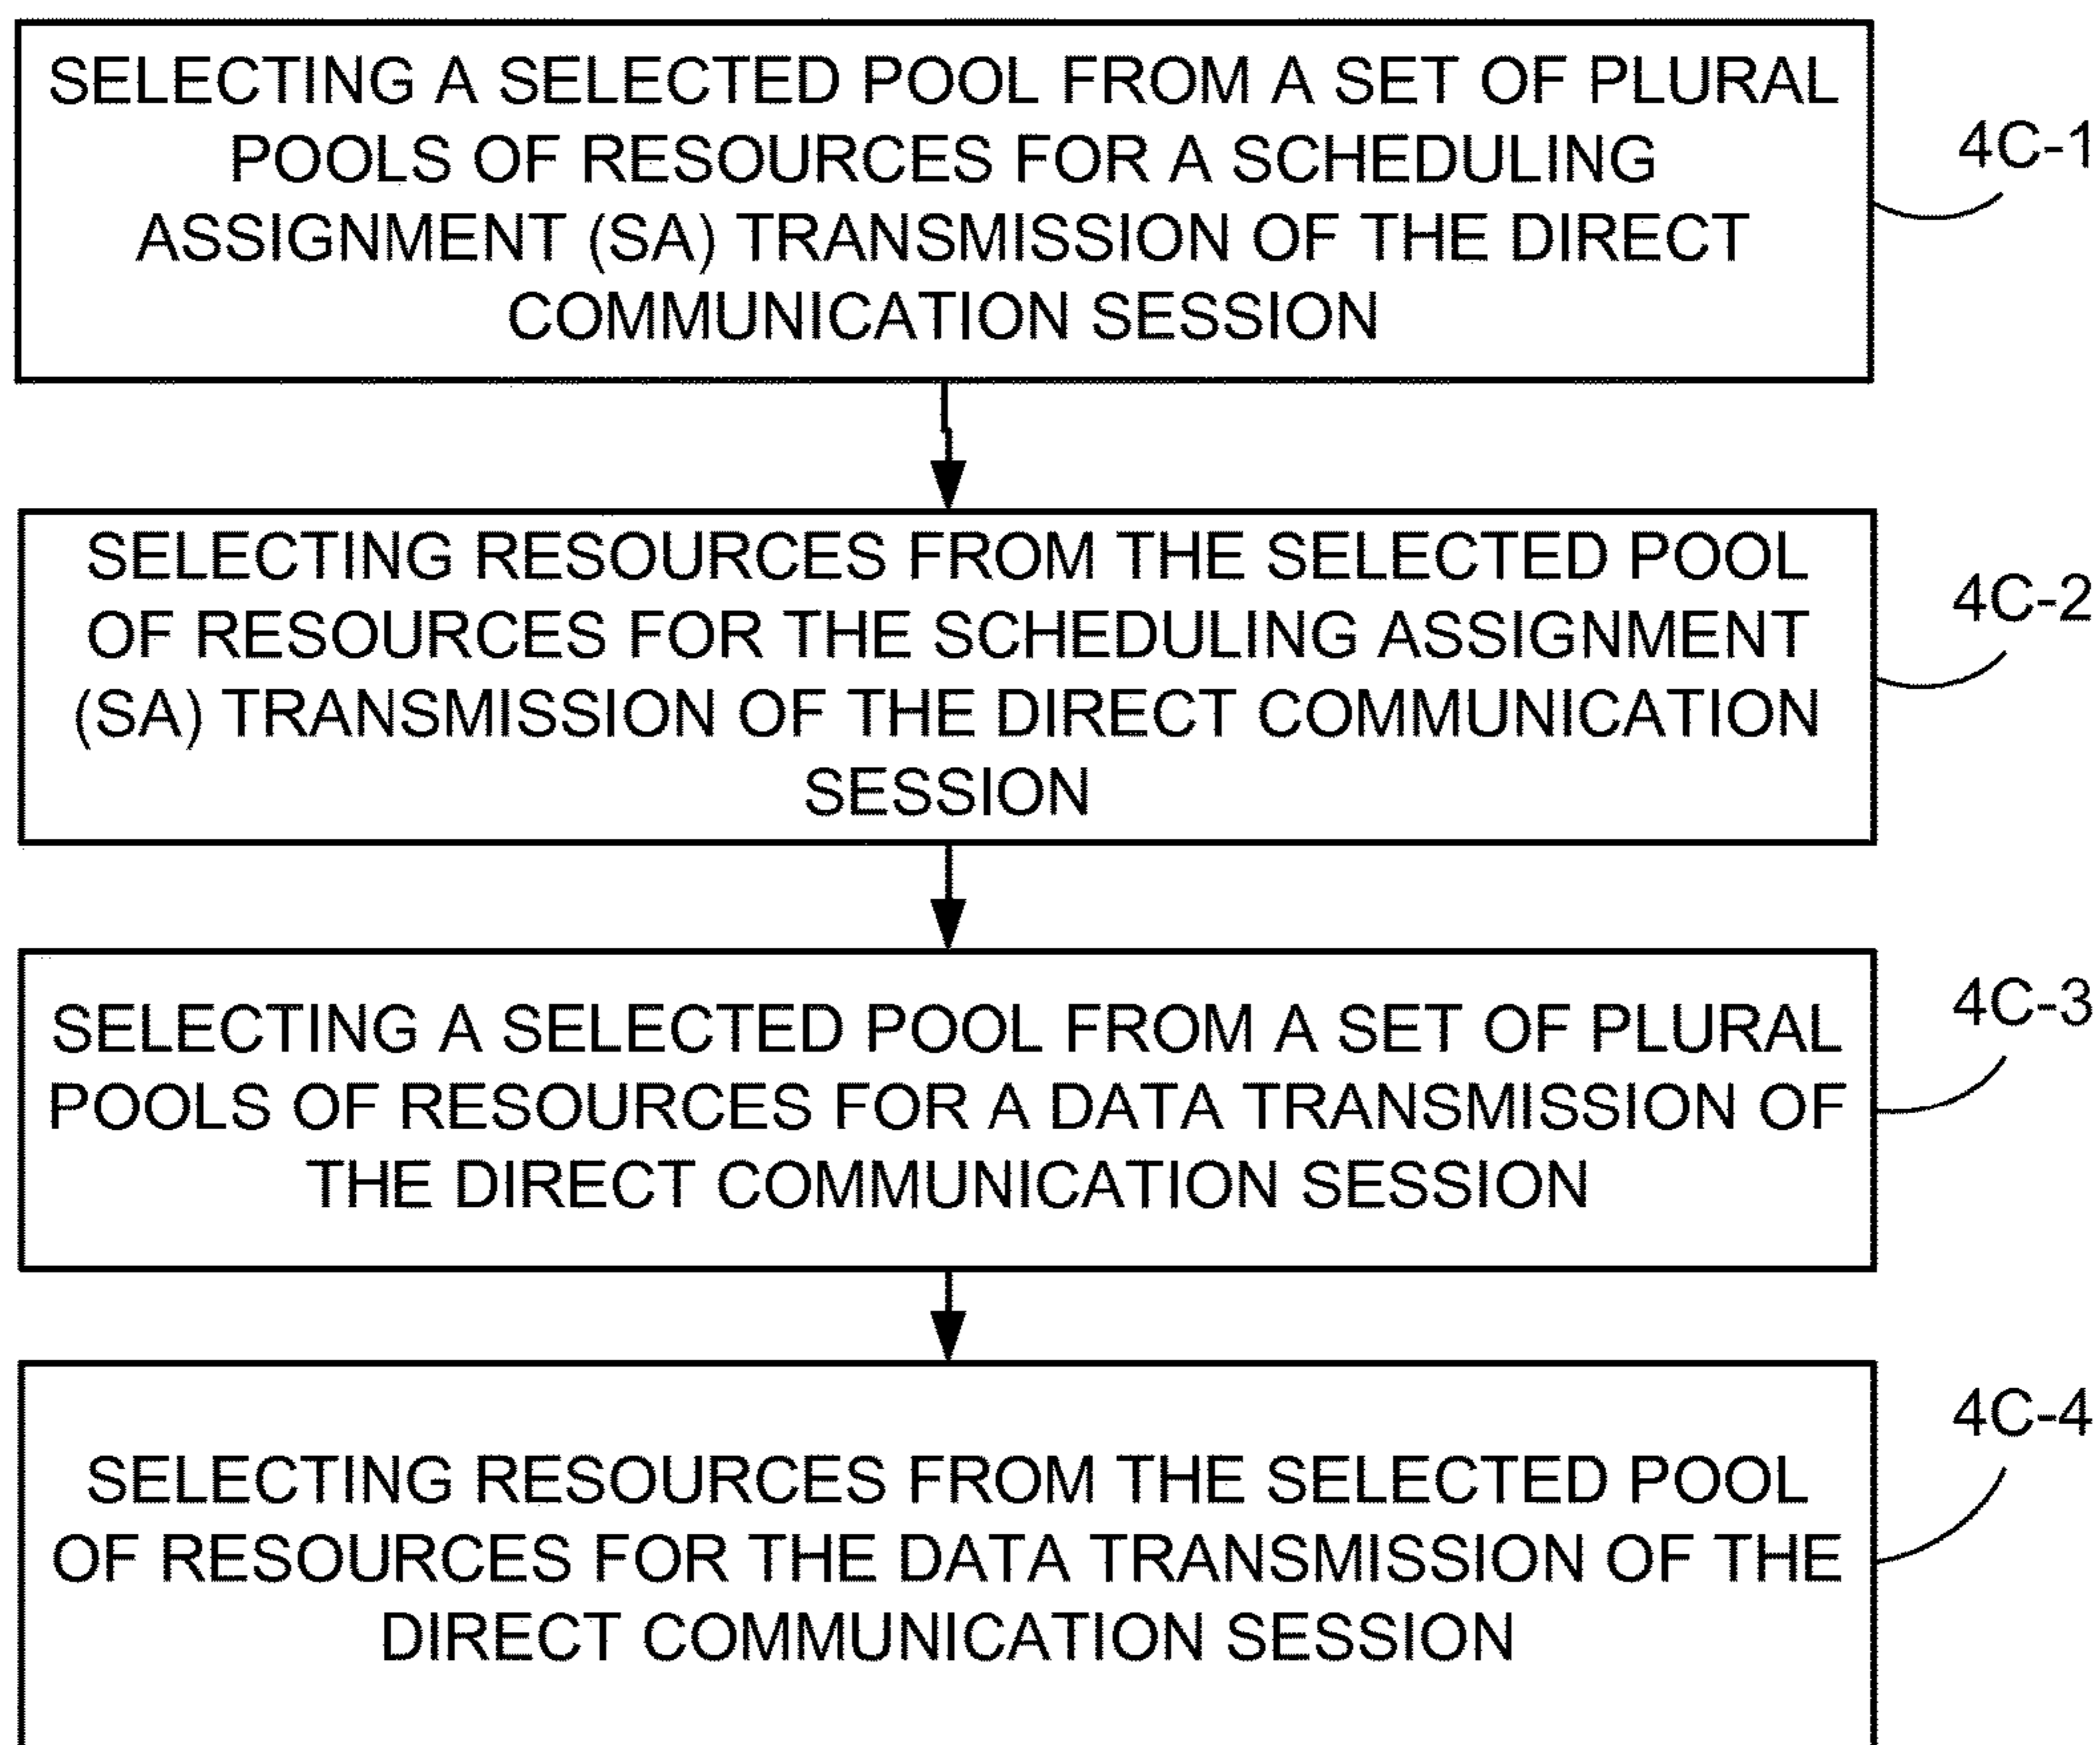 SELECTING A SELECTED POOL FROM A SET OF PLURAL
POOLS OF RESOURCES FOR A SCHEDULING
ASSIGNMENT (SA) TRANSMISSION OF THE DIRECT
COMMUNICATION SESSION
4C-1
SELECTING RESOURCES FROM THE SELECTED POOL
OF RESOURCES FOR THE SCHEDULING ASSIGNMENT
(SA) TRANSMISSION OF THE DIRECT COMMUNICATION
SESSION
4C-2
SELECTING A SELECTED POOL FROM A SET OF PLURAL
POOLS OF RESOURCES FOR A DATA TRANSMISSION OF
THE DIRECT COMMUNICATION SESSION
4C-3
SELECTING RESOURCES FROM THE SELECTED POOL
OF RESOURCES FOR THE DATA TRANSMISSION OF THE
DIRECT COMMUNICATION SESSION
4C-4